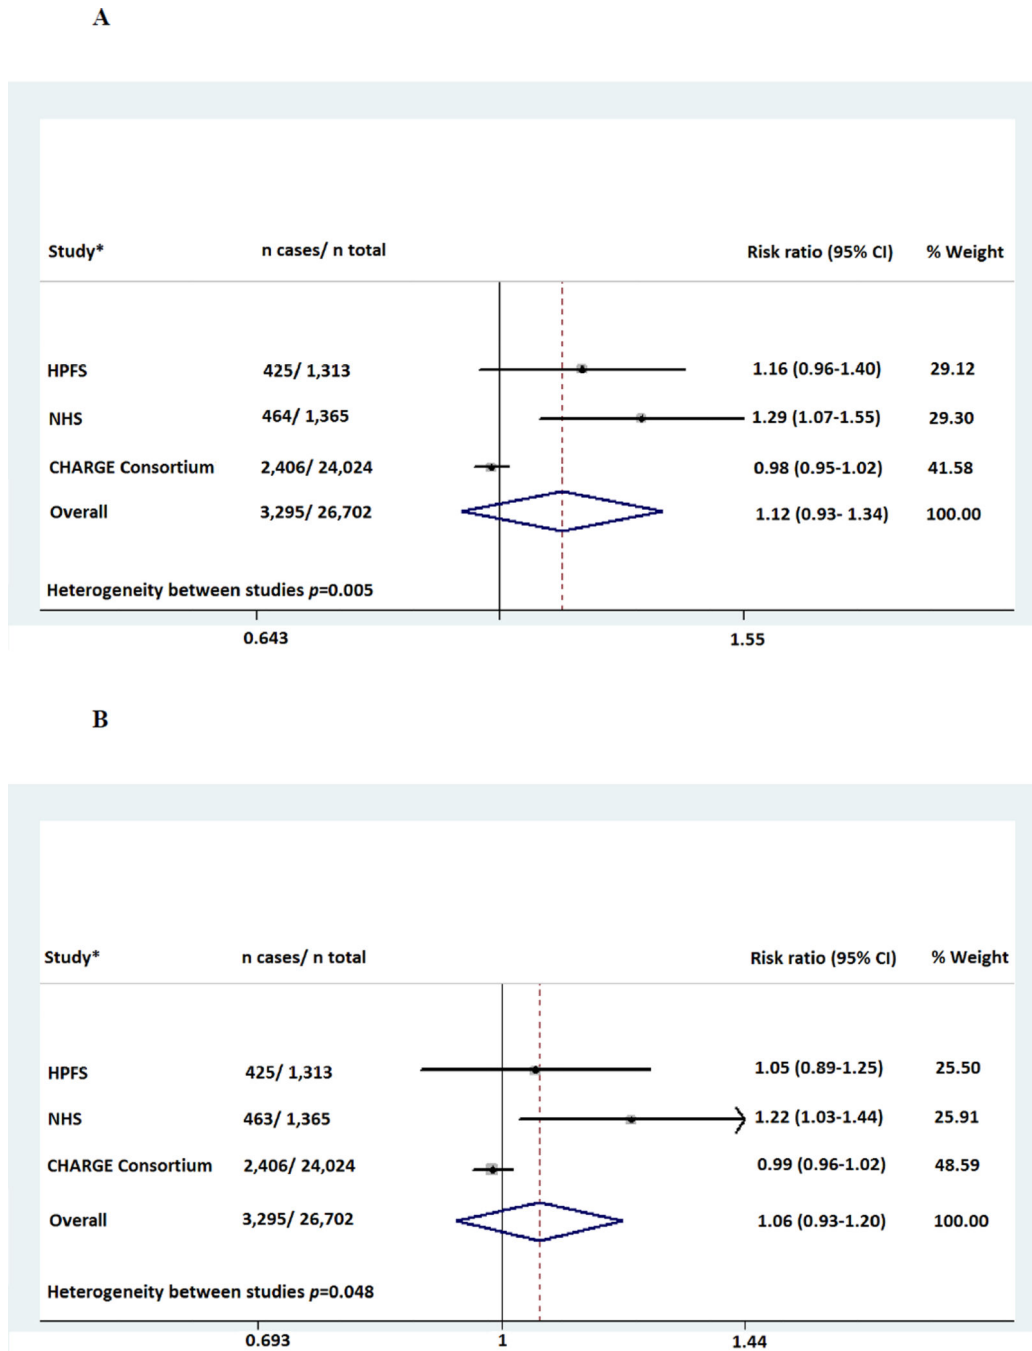 A
Study* n cases/ n total Risk ratio (95% CI) % Weight
HPFS 425/ 1,313 1.16 (0.96-1.40) 29.12
NHS 464/ 1,365 1.29 (1.07-1.55) 29.30
CHARGE Consortium 2,406/ 24,024 0.98 (0.95-1.02) 41.58
Overall 3,295/ 26,702 1.12 (0.93- 1.34) 100.00
Heterogeneity between studies p=0.005
0.643 1.55
B
Study* n cases/ n total Risk ratio (95% CI) % Weight
HPFS 425/ 1,313 1.05 (0.89-1.25) 25.50
NHS 463/ 1,365 1.22 (1.03-1.44) 25.91
CHARGE Consortium 2,406/ 24,024 0.99 (0.96-1.02) 48.59
Overall 3,295/ 26,702 1.06 (0.93-1.20) 100.00
Heterogeneity between studies p=0.048
0.693 1 1.44